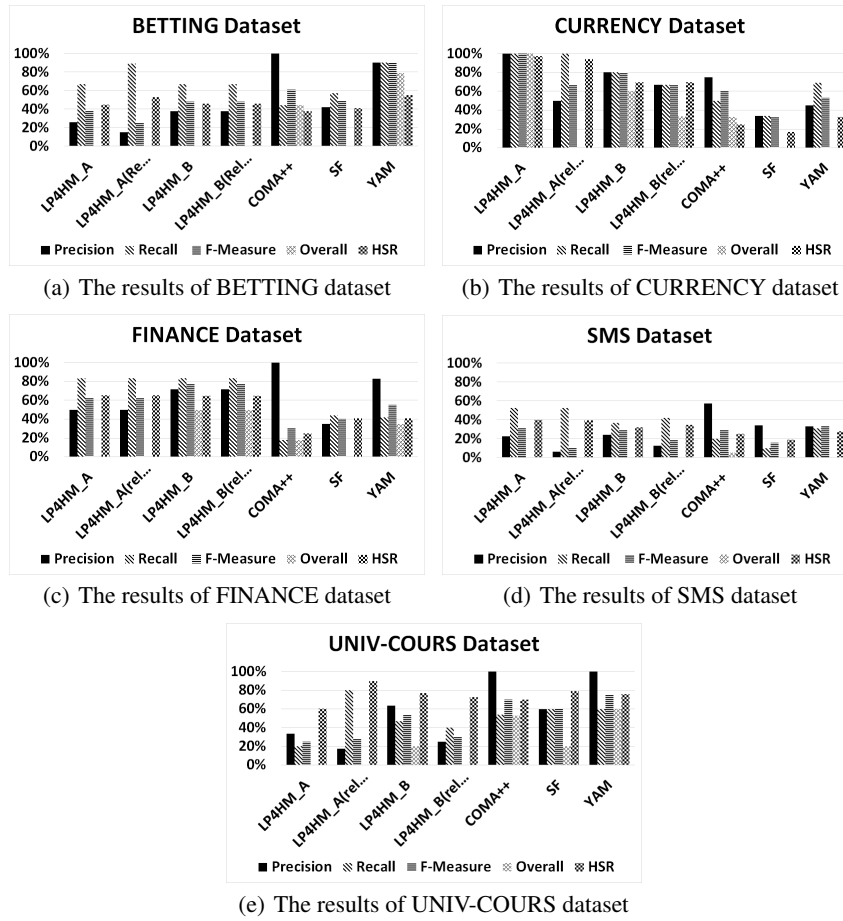 BETTING Dataset
100%
80%
60%
40%
20%
0%
LP4HM_A
LP4HM_A(Re...
LP4HM_B
LP4HM_B(Rel...
COMA++
SF
YAM
Precision Recall F-Measure Overall HSR
(a) The results of BETTING dataset
CURRENCY Dataset
100%
80%
60%
40%
20%
0%
LP4HM_A
LP4HM_A(rel...
LP4HM_B
LP4HM_B(rel...
COMA++
SF
YAM
Precision Recall F-Measure Overall HSR
(b) The results of CURRENCY dataset
FINANCE Dataset
100%
80%
60%
40%
20%
0%
LP4HM_A
LP4HM_A(rel...
LP4HM_B
LP4HM_B(rel...
COMA++
SF
YAM
Precision Recall F-Measure Overall HSR
(c) The results of FINANCE dataset
SMS Dataset
100%
80%
60%
40%
20%
0%
LP4HM_A
LP4HM_A(rel...
LP4HM_B
LP4HM_B(rel...
COMA++
SF
YAM
Precision Recall F-Measure Overall HSR
(d) The results of SMS dataset
UNIV-COURS Dataset
100%
80%
60%
40%
20%
0%
LP4HM_A
LP4HM_A(rel...
LP4HM_B
LP4HM_B(rel...
COMA++
SF
YAM
Precision Recall F-Measure Overall HSR
(e) The results of UNIV-COURS dataset